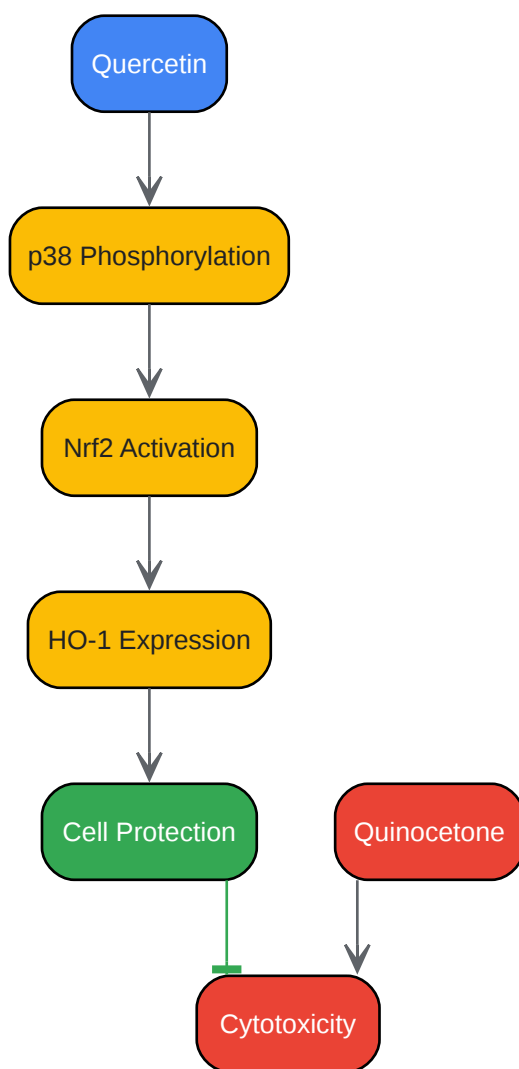 Quercetin
p38 Phosphorylation
Nrf2 Activation
HO-1 Expression
Cell Protection
Quinocetone
Cytotoxicity